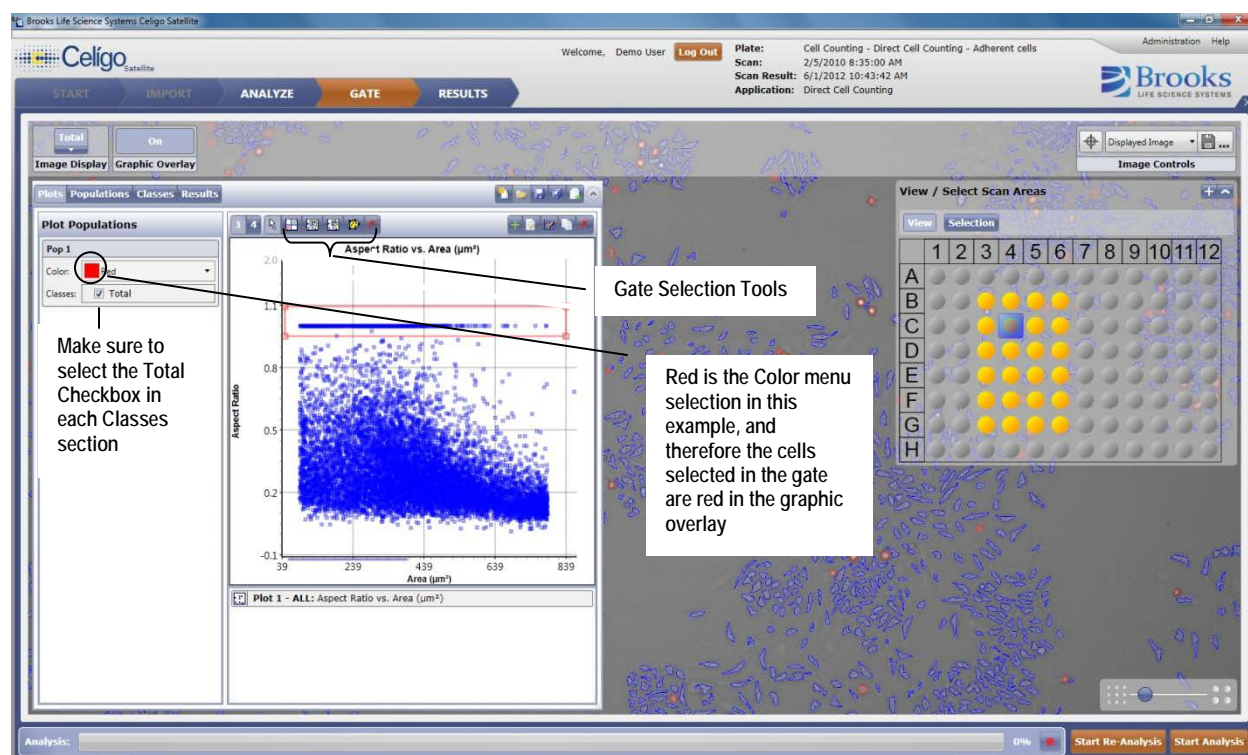 Brooks Life Science Systems Celigo Satellite
Celígo
Satellite
Welcome, Demo User
Log Out
Plate: Cell Counting - Direct Cell Counting - Adherent cells
Scan: 2/5/2010 8:35:00 AM
Scan Result: 6/1/2012 10:43:42 AM
Application: Direct Cell Counting
Administration Help
Brooks
LIFE SCIENCE SYSTEMS
START IMPORT ANALYZE GATE RESULTS
Total
Image Display
On
Graphic Overlay
Displayed Image
Image Controls
Plots Populations Classes Results
Plot Populations
Pop 1
Color: Red
Classes: Total
Make sure to
select the Total
Checkbox in
each Classes
section
1 4
Aspect Ratio vs. Area (µm²)
2.0
1.1
0.8
0.5
0.2
-0.1
Aspect Ratio
39 239 439 639 839
Area (µm²)
Plot 1 - ALL: Aspect Ratio vs. Area (µm²)
Gate Selection Tools
Red is the Color menu
selection in this
example, and
therefore the cells
selected in the gate
are red in the graphic
overlay
View / Select Scan Areas
View Selection
1 2 3 4 5 6 7 8 9 10 11 12
A
B
C
D
E
F
G
H
Analysis: 0%
Start Re-Analysis
Start Analysis